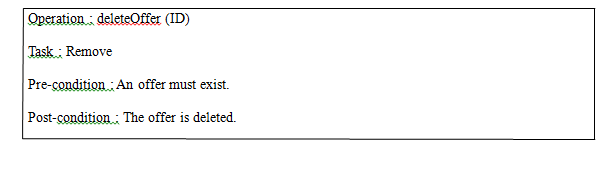 Operation : deleteOffer (ID)
Task : Remove
Pre-condition : An offer must exist.
Post-condition : The offer is deleted.